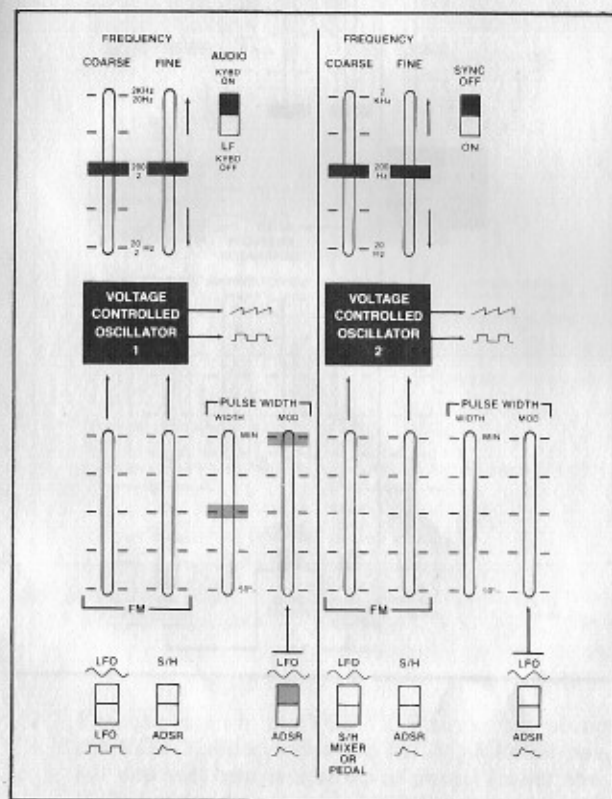 FREQUENCY
COARSE FINE
AUDIO
KYBD
ON
2KHz
20Hz
LF
KYBD
OFF
200
2
20
2 Hz
VOLTAGE
CONTROLLED
OSCILLATOR
1
PULSE WIDTH
WIDTH MOD
MIN
FM
LFO
LFO
S/H
ADSR
LFO
ADSR
FREQUENCY
COARSE FINE
SYNC
OFF
2
KHz
ON
200
Hz
20
Hz
VOLTAGE
CONTROLLED
OSCILLATOR
2
PULSE WIDTH
WIDTH MOD
MIN
FM
LFO
S/H
MIXER
OR
PEDAL
S/H
ADSR
LFO
ADSR